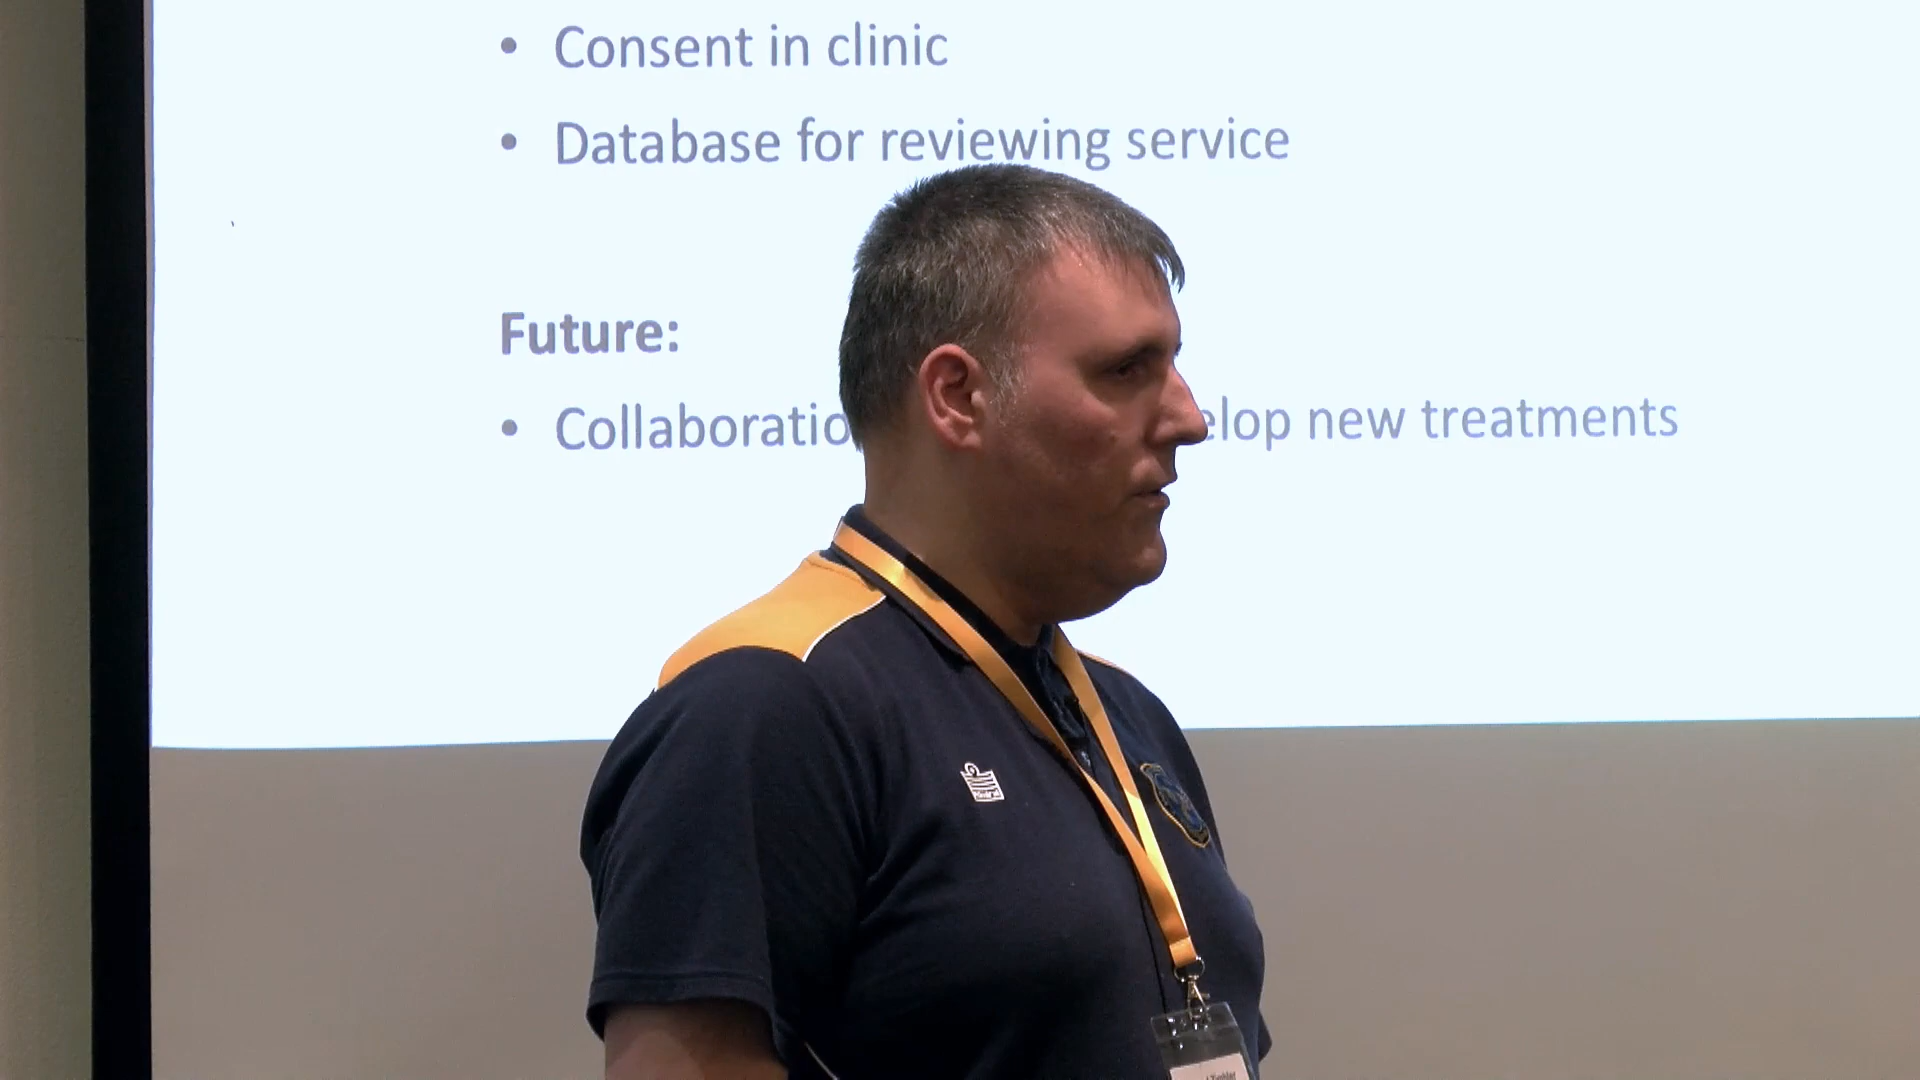 • Consent in clinic
• Database for reviewing service
Future:
• Collaboratio elop new treatments